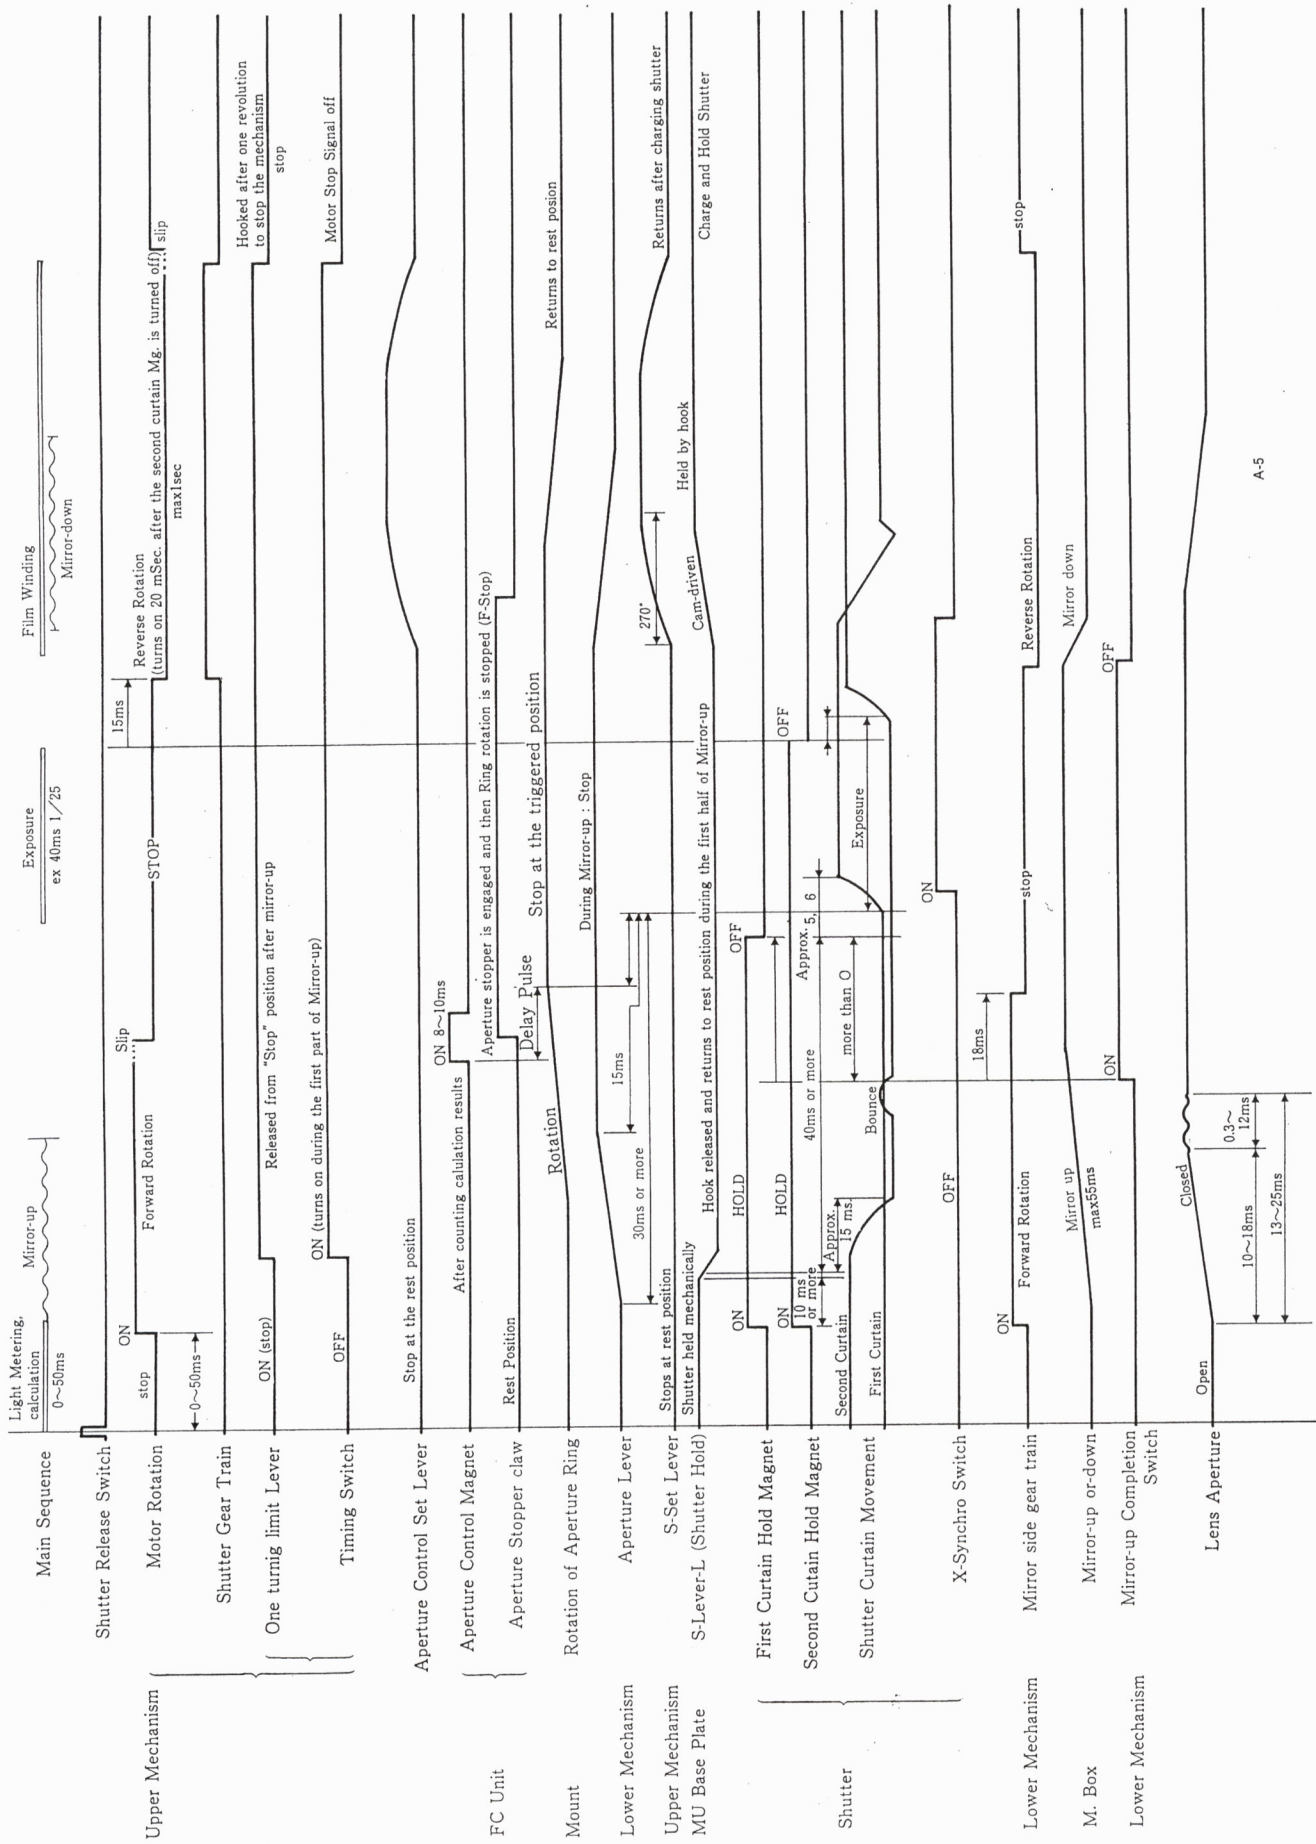 Main Sequence
Light Metering,
calculation
0~50ms
Mirror-up
Exposure
ex 40ms 1/25
Film Winding
Mirror-down
Shutter Release Switch
Upper Mechanism
Motor Rotation
stop
ON
Forward Rotation
Slip
STOP
15ms
Reverse Rotation
(turns on 20 mSec. after the second curtain Mg. is turned off)
slip
max1sec
Shutter Gear Train
0~50ms
One turnig limit Lever
ON (stop)
Released from "Stop" position after mirror-up
Hooked after one revolution
to stop the mechanism
stop
Timing Switch
OFF
ON (turns on during the first part of Mirror-up)
Motor Stop Signal off
Aperture Control Set Lever
Stop at the rest position
FC Unit
Aperture Control Magnet
After counting calulation results
ON 8~10ms
Aperture Stopper claw
Rest Position
Aperture stopper is engaged and then Ring rotation is stopped (F-Stop)
Mount
Rotation of Aperture Ring
Rotation
Delay Pulse
Stop at the triggered position
Returns to rest posion
Lower Mechanism
Aperture Lever
15ms
30ms or more
During Mirror-up : Stop
Upper Mechanism
S-Set Lever
Stops at rest position
270°
Returns after charging shutter
MU Base Plate
S-Lever-L (Shutter Hold)
Shutter held mechanically
Hook released and returns to rest position during the first half of Mirror-up
Cam-driven
Held by hook
Charge and Hold Shutter
Shutter
First Curtain Hold Magnet
ON
HOLD
OFF
Second Cutain Hold Magnet
ON
10 ms
or more
HOLD
40ms or more
Approx. 5, 6
OFF
Shutter Curtain Movement
Second Curtain
First Curtain
Approx.
15 ms.
Bounce
more than O
Exposure
X-Synchro Switch
OFF
ON
Lower Mechanism
Mirror side gear train
ON
Forward Rotation
18ms
stop
Reverse Rotation
stop
M. Box
Mirror-up or-down
Mirror up
max55ms
Mirror down
Lower Mechanism
Mirror-up Completion
Switch
ON
OFF
Lens Aperture
Open
Closed
10~18ms
0.3~
12ms
13~25ms
A-5